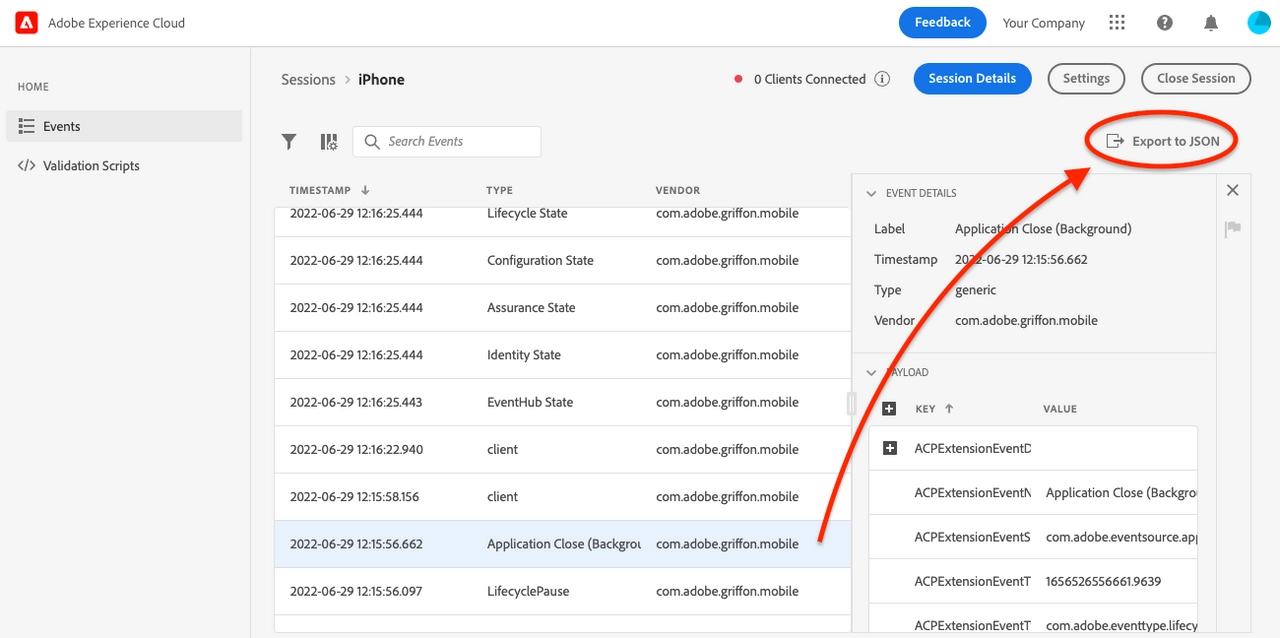 Adobe Experience Cloud
Feedback
Your Company
HOME
Events
Validation Scripts
Sessions > iPhone
0 Clients Connected
Session Details
Settings
Close Session
Search Events
Export to JSON
TIMESTAMP TYPE VENDOR
2022-06-29 12:16:25.444 Lifecycle State com.adobe.griffon.mobile
2022-06-29 12:16:25.444 Configuration State com.adobe.griffon.mobile
2022-06-29 12:16:25.444 Assurance State com.adobe.griffon.mobile
2022-06-29 12:16:25.444 Identity State com.adobe.griffon.mobile
2022-06-29 12:16:25.443 EventHub State com.adobe.griffon.mobile
2022-06-29 12:16:22.940 client com.adobe.griffon.mobile
2022-06-29 12:15:58.156 client com.adobe.griffon.mobile
2022-06-29 12:15:56.662 Application Close (Backgrou com.adobe.griffon.mobile
2022-06-29 12:15:56.097 LifecyclePause com.adobe.griffon.mobile
EVENT DETAILS
Label Application Close (Background)
Timestamp 2022-06-29 12:15:56.662
Type generic
Vendor com.adobe.griffon.mobile
PAYLOAD
KEY VALUE
ACPExtensionEventD
ACPExtensionEventN Application Close (Backgrou
ACPExtensionEventS com.adobe.eventsource.app
ACPExtensionEventT 1656526556661.9639
ACPExtensionEventT com.adobe.eventtype.lifecy